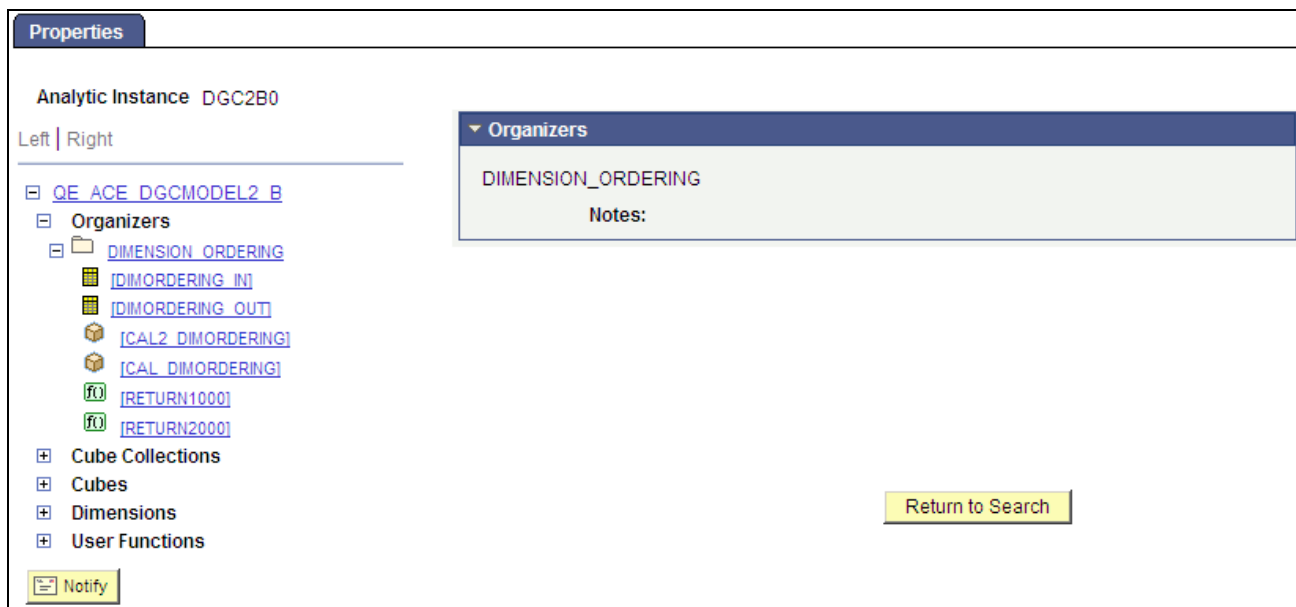 Properties
Analytic Instance DGC2B0
Left | Right
QE_ACE_DGCMODEL2_B
Organizers
DIMENSION_ORDERING
[DIMORDERING_IN]
[DIMORDERING_OUT]
[CAL2_DIMORDERING]
[CAL_DIMORDERING]
f() [RETURN1000]
f() [RETURN2000]
Cube Collections
Cubes
Dimensions
User Functions
Notify
Organizers
DIMENSION_ORDERING
Notes:
Return to Search